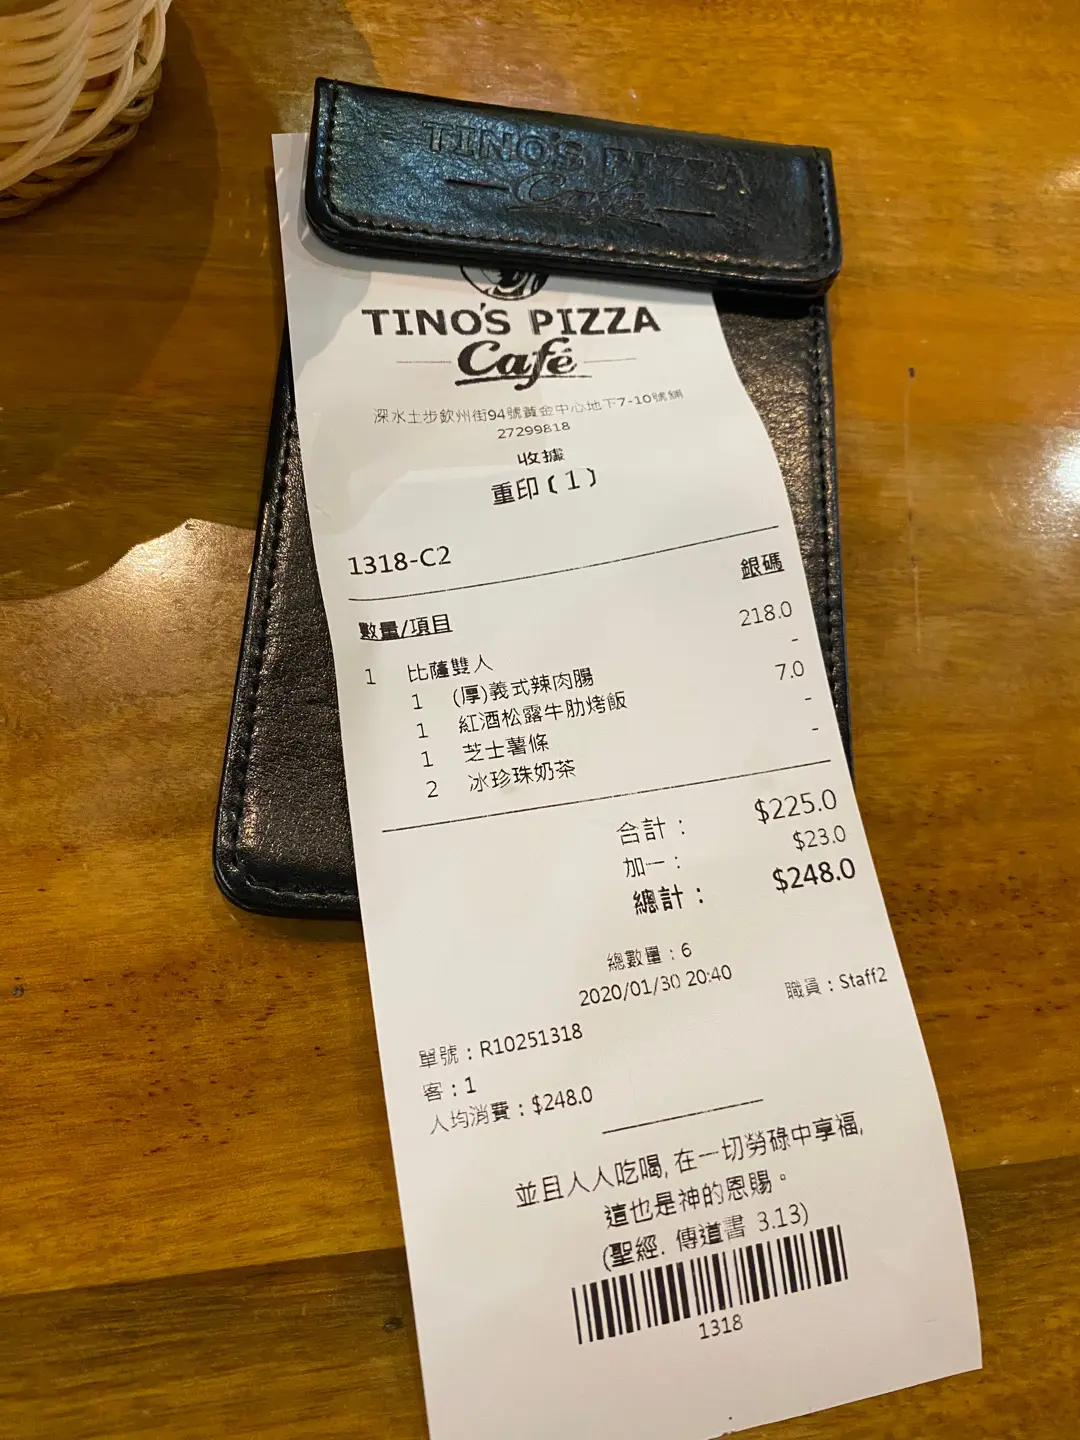 TINO'S PIZZA
Café
TINO'S PIZZA
Café
深水土步欽州街94號黃金中心地下7-10號舖
27299818
收據
重印(1)
1318-C2
數量/項目 銀碼
1 比薩雙人 218.0
1 (厚)義式辣肉腸 -
1 紅酒松露牛肋烤飯 7.0
1 芝士薯條 -
2 冰珍珠奶茶 -
合計: $225.0
加一: $23.0
總計: $248.0
總數量:6
2020/01/30 20:40
單號:R10251318 職員:Staff2
客:1
人均消費:$248.0
並且人人吃喝, 在一切勞碌中享福,
這也是神的恩賜。
(聖經. 傳道書 3.13)
1318